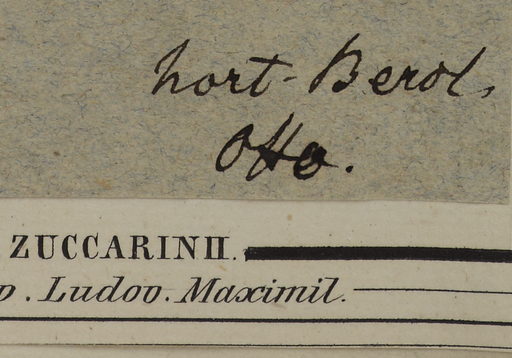 hort. Berol.
Otto.
ZUCCARINII.
p. Ludov. Maximil.